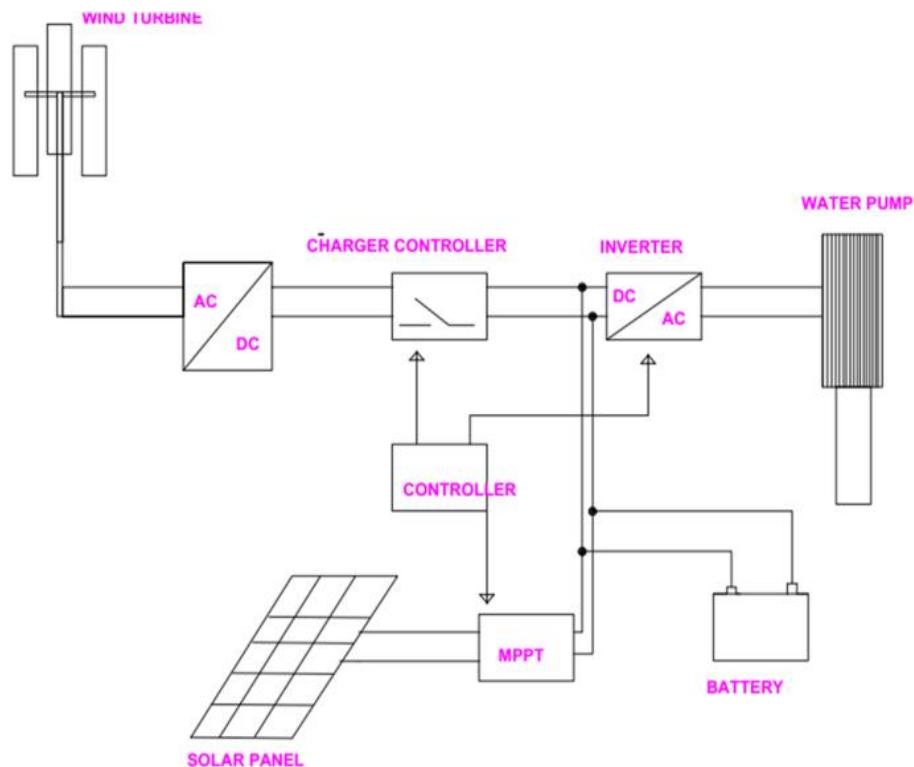 WIND TURBINE
WATER PUMP
CHARGER CONTROLLER
INVERTER
AC
DC
DC
AC
CONTROLLER
MPPT
BATTERY
SOLAR PANEL